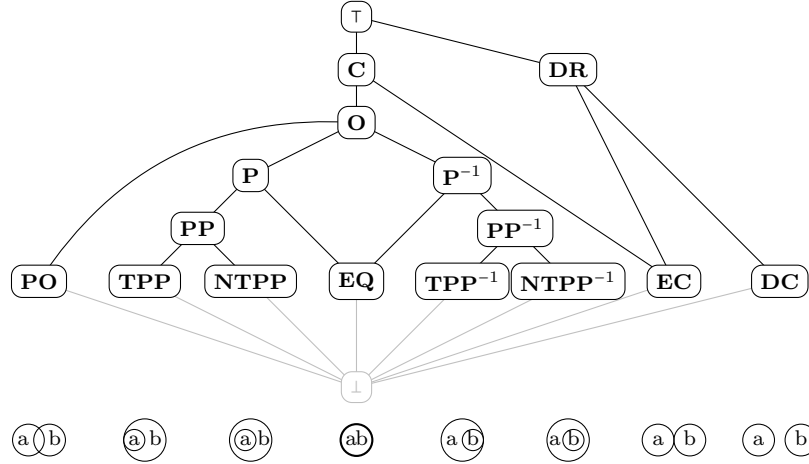 ⊤
C DR
O
P P⁻¹
PP PP⁻¹
PO TPP NTPP EQ TPP⁻¹ NTPP⁻¹ EC DC
⊥
a b a b a b ab a b a b a b a b